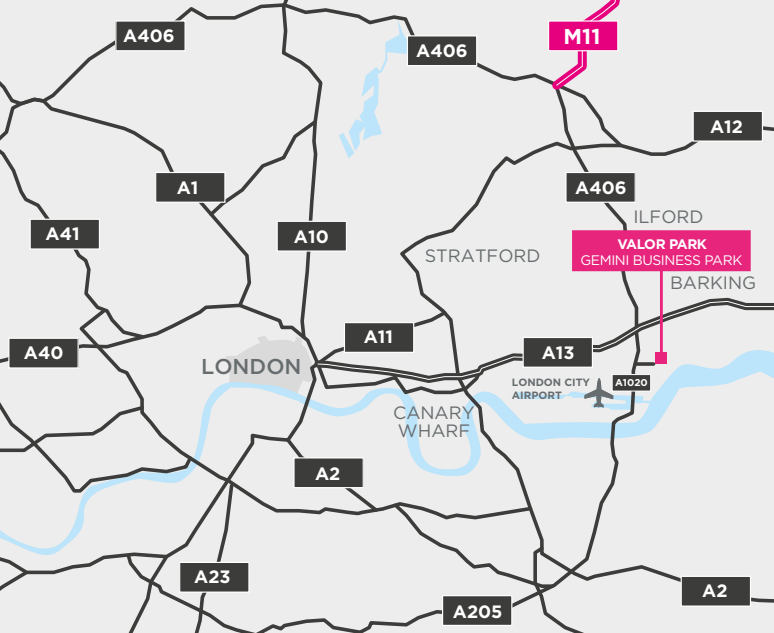 M11
A406
A406
A12
A1
A406
ILFORD
A41
A10
VALOR PARK
GEMINI BUSINESS PARK
STRATFORD
BARKING
A11
A40
A13
LONDON
LONDON CITY
AIRPORT
A1020
CANARY
WHARF
A2
A23
A2
A205